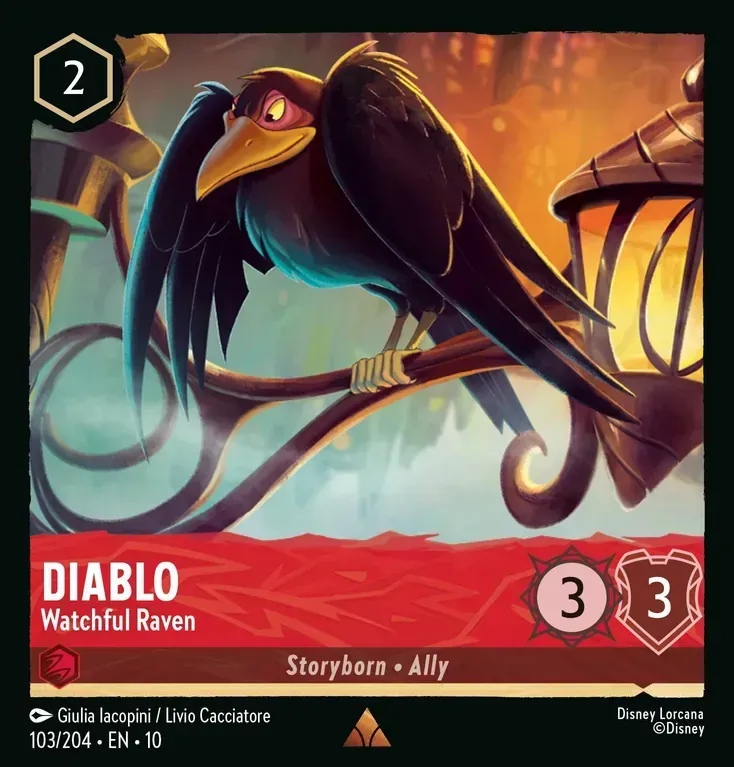 2
DIABLO
Watchful Raven
3
3
Storyborn • Ally
Giulia Iacopini / Livio Cacciatore
103/204 • EN • 10
Disney Lorcana
©Disney